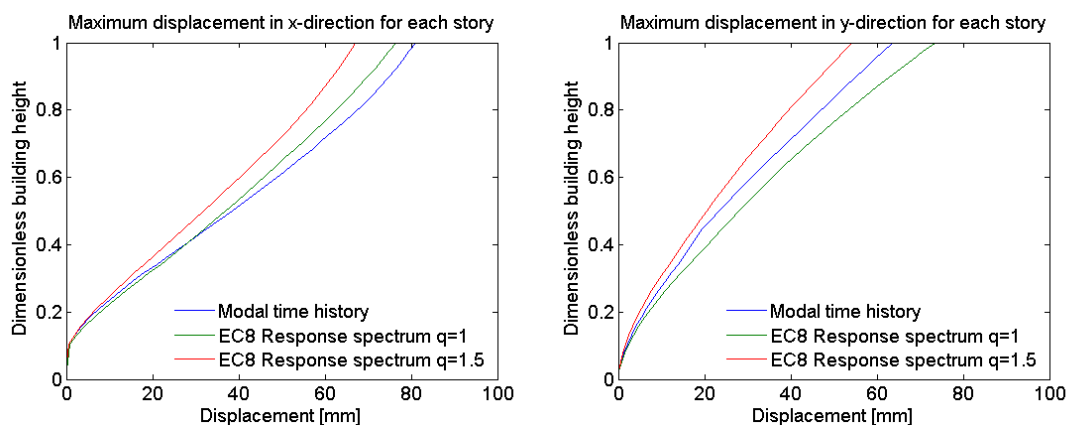 Maximum displacement in x-direction for each story
Dimensionless building height
1
0.8
0.6
0.4
0.2
0
Modal time history
EC8 Response spectrum q=1
EC8 Response spectrum q=1.5
0 20 40 60 80 100
Displacement [mm]
Maximum displacement in y-direction for each story
Dimensionless building height
1
0.8
0.6
0.4
0.2
0
Modal time history
EC8 Response spectrum q=1
EC8 Response spectrum q=1.5
0 20 40 60 80 100
Displacement [mm]